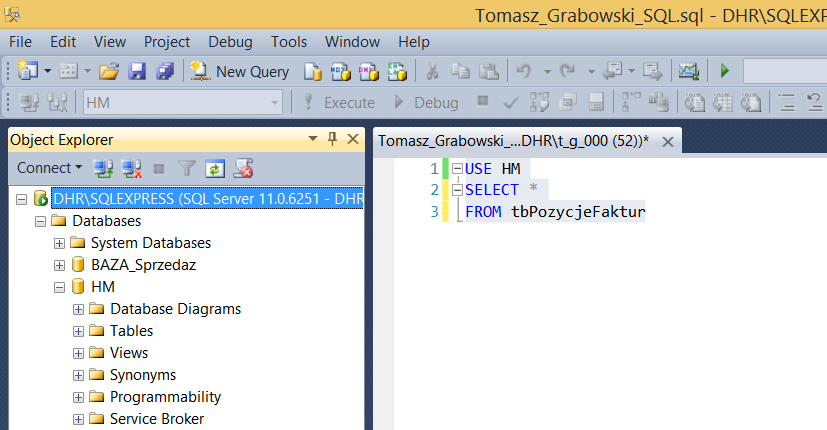 Tomasz_Grabowski_SQL.sql - DHR\SQLEXPRES
File Edit View Project Debug Tools Window Help
New Query
HM Execute Debug
Object Explorer
Tomasz_Grabowski_...DHR\t_g_000 (52))*
Connect
1 USE HM
2 SELECT *
3 FROM tbPozycjeFaktur
DHR\SQLEXPRESS (SQL Server 11.0.6251 - DHR
Databases
System Databases
BAZA_Sprzedaz
HM
Database Diagrams
Tables
Views
Synonyms
Programmability
Service Broker